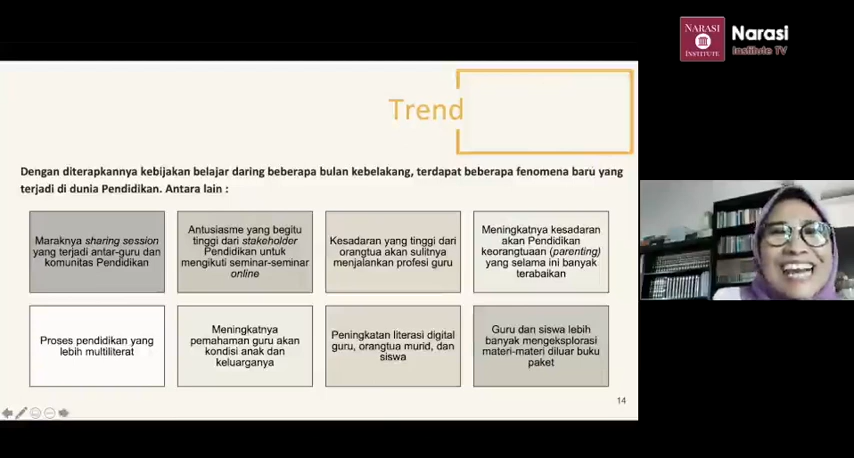 NARASI
INSTITUTE
Narasi
Institute TV
Trend
Dengan diterapkannya kebijakan belajar daring beberapa bulan kebelakang, terdapat beberapa fenomena baru yang
terjadi di dunia Pendidikan. Antara lain :
Maraknya sharing session
yang terjadi antar-guru dan
komunitas Pendidikan
Antusiasme yang begitu
tinggi dari stakeholder
Pendidikan untuk
mengikuti seminar-seminar
online
Kesadaran yang tinggi dari
orangtua akan sulitnya
menjalankan profesi guru
Meningkatnya kesadaran
akan Pendidikan
keorangtuaan (parenting)
yang selama ini banyak
terabaikan
Proses pendidikan yang
lebih multiliterat
Meningkatnya
pemahaman guru akan
kondisi anak dan
keluarganya
Peningkatan literasi digital
guru, orangtua murid, dan
siswa
Guru dan siswa lebih
banyak mengeksplorasi
materi-materi diluar buku
paket
14